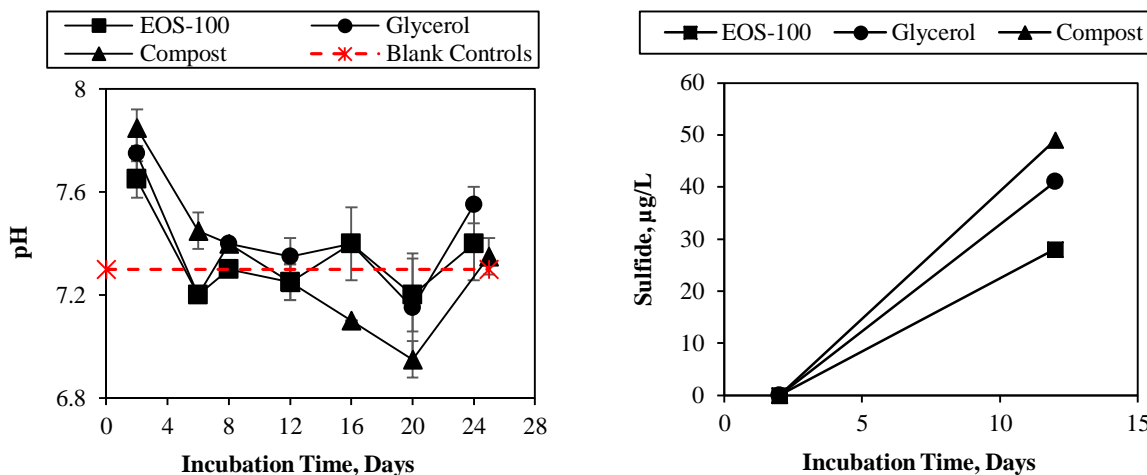 EOS-100 Glycerol
Compost Blank Controls
8
7.6
7.2
6.8
pH
0 4 8 12 16 20 24 28
Incubation Time, Days
EOS-100 Glycerol Compost
60
50
40
30
20
10
0
Sulfide, µg/L
0 5 10 15
Incubation Time, Days